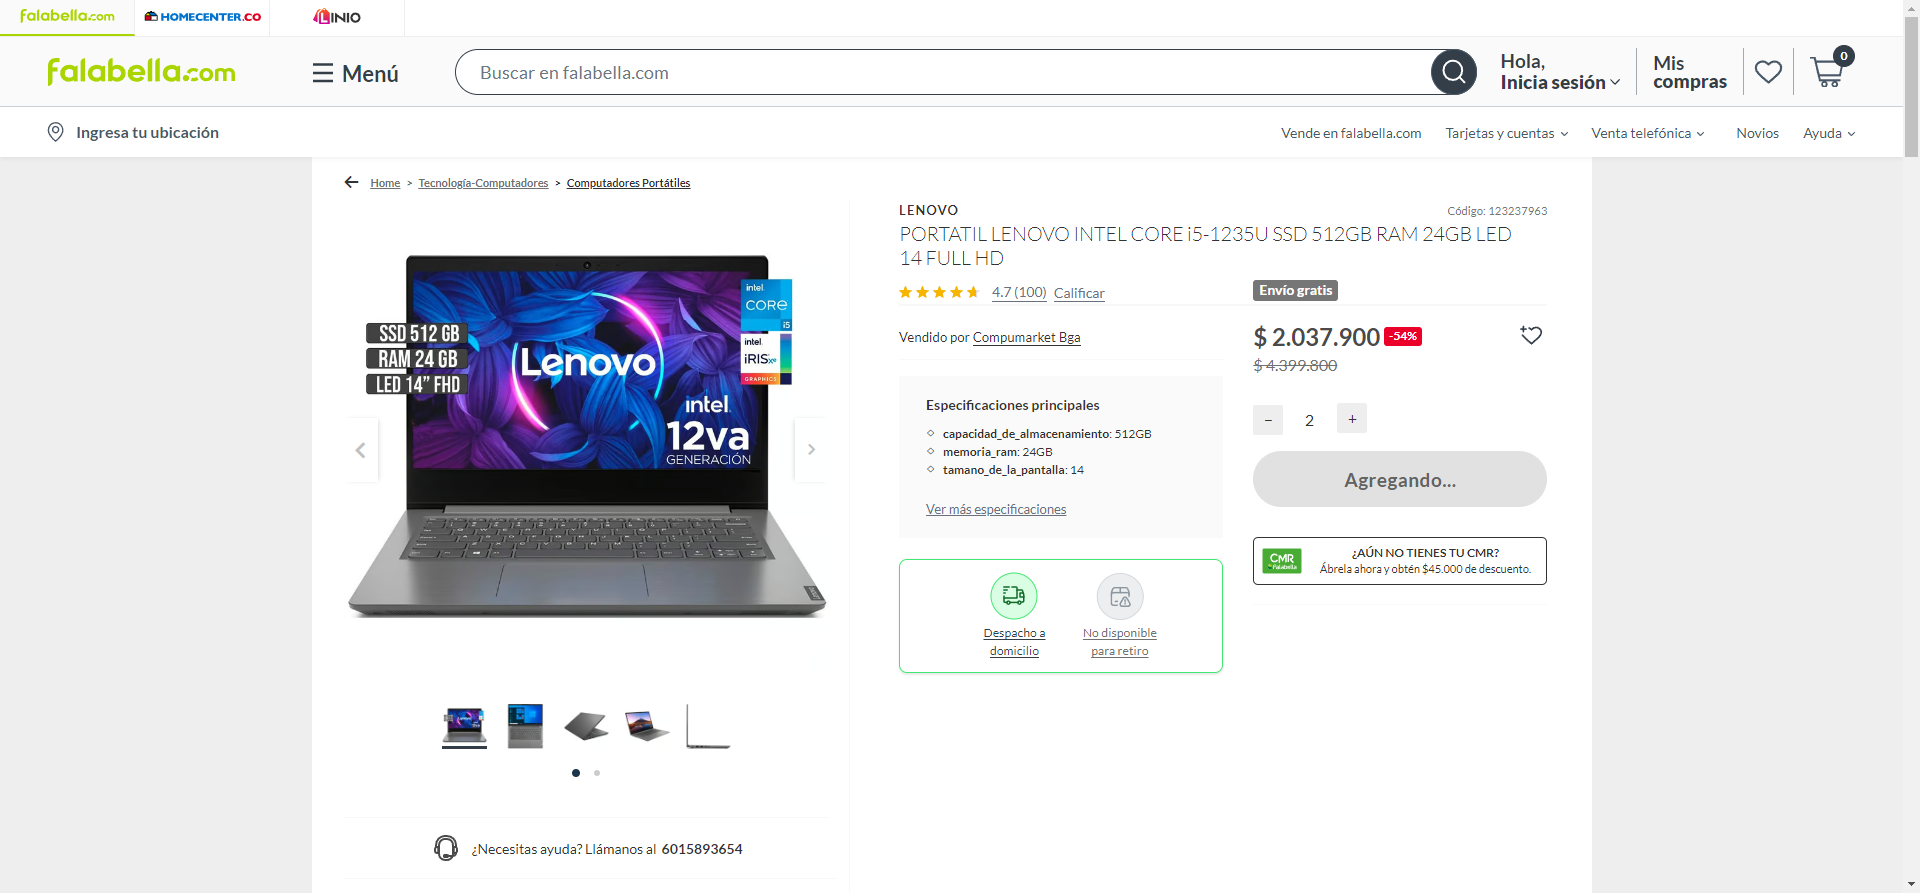 falabella.com
HOMECENTER.CO
LINIO
falabella.com
Menú
Buscar en falabella.com
Hola,
Inicia sesión
Mis
compras
0
Ingresa tu ubicación
Vende en falabella.com
Tarjetas y cuentas
Venta telefónica
Novios
Ayuda
Home > Tecnología-Computadores > Computadores Portátiles
SSD 512 GB
RAM 24 GB
LED 14” FHD
Lenovo
intel
CORE
i5
intel
iRISxe
GRAPHICS
intel
12va
GENERACIÓN
¿Necesitas ayuda? Llámanos al 6015893654
LENOVO
Código: 123237963
PORTATIL LENOVO INTEL CORE i5-1235U SSD 512GB RAM 24GB LED
14 FULL HD
4.7 (100) Calificar
Envío gratis
Vendido por Compumarket Bga
$ 2.037.900 -54%
$ 4.399.800
Especificaciones principales
capacidad_de_almacenamiento: 512GB
memoria_ram: 24GB
tamano_de_la_pantalla: 14
Ver más especificaciones
- 2 +
Agregando...
CMR
Falabella
¿AÚN NO TIENES TU CMR?
Ábrela ahora y obtén $45.000 de descuento.
Despacho a
domicilio
No disponible
para retiro